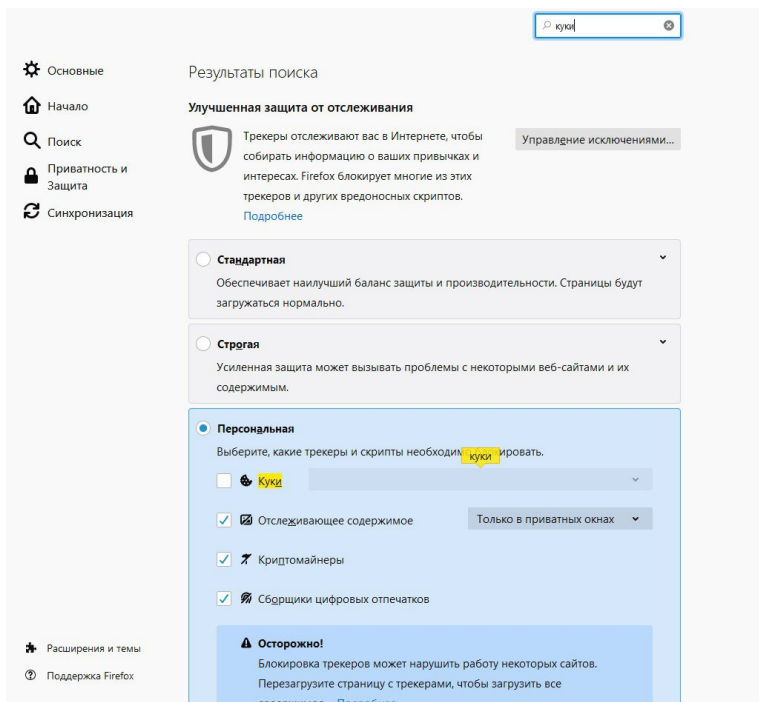 куки
Основные
Начало
Поиск
Приватность и
Защита
Синхронизация
Расширения и темы
Поддержка Firefox
Результаты поиска
Улучшенная защита от отслеживания
Трекеры отслеживают вас в Интернете, чтобы
собирать информацию о ваших привычках и
интересах. Firefox блокирует многие из этих
трекеров и других вредоносных скриптов.
Подробнее
Управление исключениями...
Стандартная
Обеспечивает наилучший баланс защиты и производительности. Страницы будут
загружаться нормально.
Строгая
Усиленная защита может вызывать проблемы с некоторыми веб-сайтами и их
содержимым.
Персональная
Выберите, какие трекеры и скрипты необходимо блокировать.
куки
Куки
Отслеживающее содержимое
Только в приватных окнах
Криптомайнеры
Сборщики цифровых отпечатков
Осторожно!
Блокировка трекеров может нарушить работу некоторых сайтов.
Перезагрузите страницу с трекерами, чтобы загрузить все